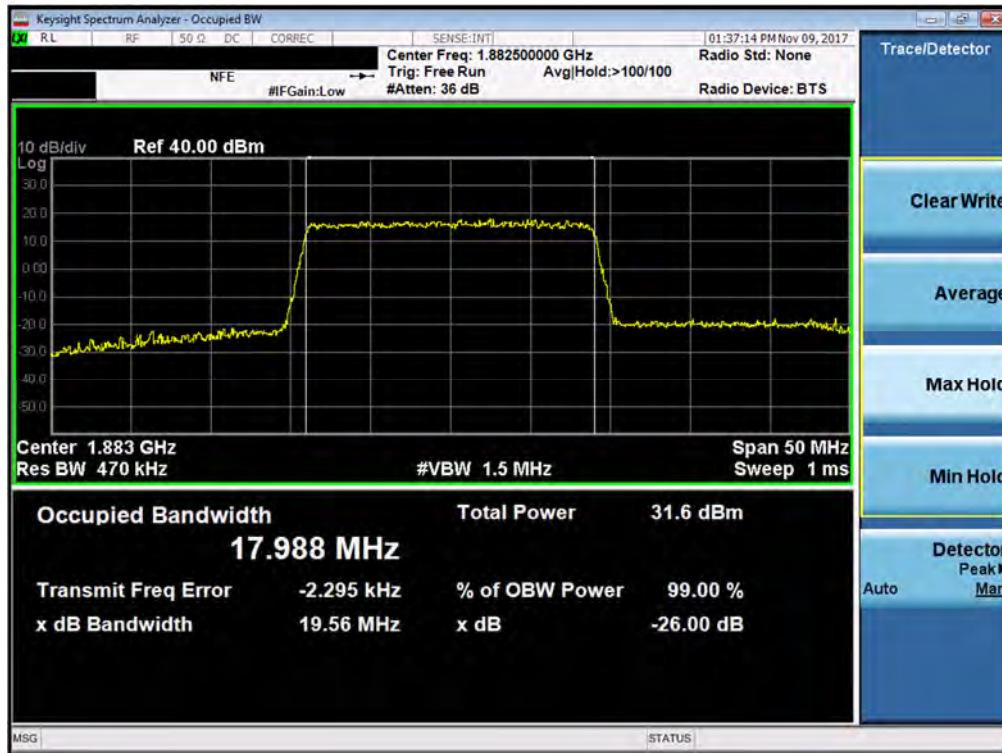 Keysight Spectrum Analyzer - Occupied BW
LXI RL RF 50 Ω DC CORREC SENSE:INT 01:37:14 PM Nov 09, 2017
Center Freq: 1.882500000 GHz Radio Std: None
NFE Trig: Free Run Avg|Hold:>100/100
#IFGain:Low #Atten: 36 dB Radio Device: BTS
Trace/Detector
10 dB/div Ref 40.00 dBm
Log
30.0
20.0
10.0
0.00
-10.0
-20.0
-30.0
-40.0
-50.0
Center 1.883 GHz Span 50 MHz
Res BW 470 kHz #VBW 1.5 MHz Sweep 1 ms
Occupied Bandwidth Total Power 31.6 dBm
17.988 MHz
Transmit Freq Error -2.295 kHz % of OBW Power 99.00 %
x dB Bandwidth 19.56 MHz x dB -26.00 dB
Clear Write
Average
Max Hold
Min Hold
Detector
Peak
Auto Man
MSG STATUS